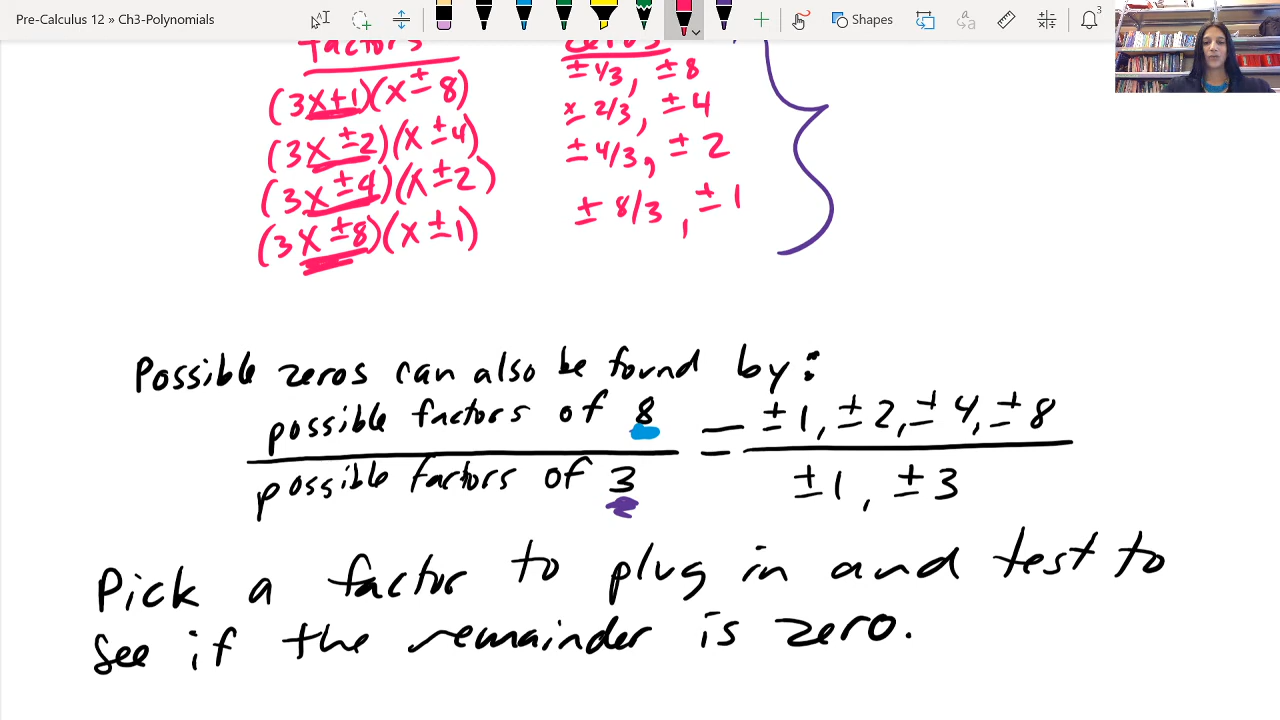 Pre-Calculus 12 » Ch3-Polynomials
Shapes
3
factors
zeros
(3x±1)(x±8)
± 1/3, ±8
(3x±2)(x±4)
± 2/3, ±4
(3x±4)(x±2)
± 4/3, ±2
(3x±8)(x±1)
± 8/3, ±1
Possible zeros can also be found by:
possible factors of 8 = ±1, ±2, ±4, ±8
possible factors of 3 ±1, ±3
Pick a factor to plug in and test to
see if the remainder is zero.